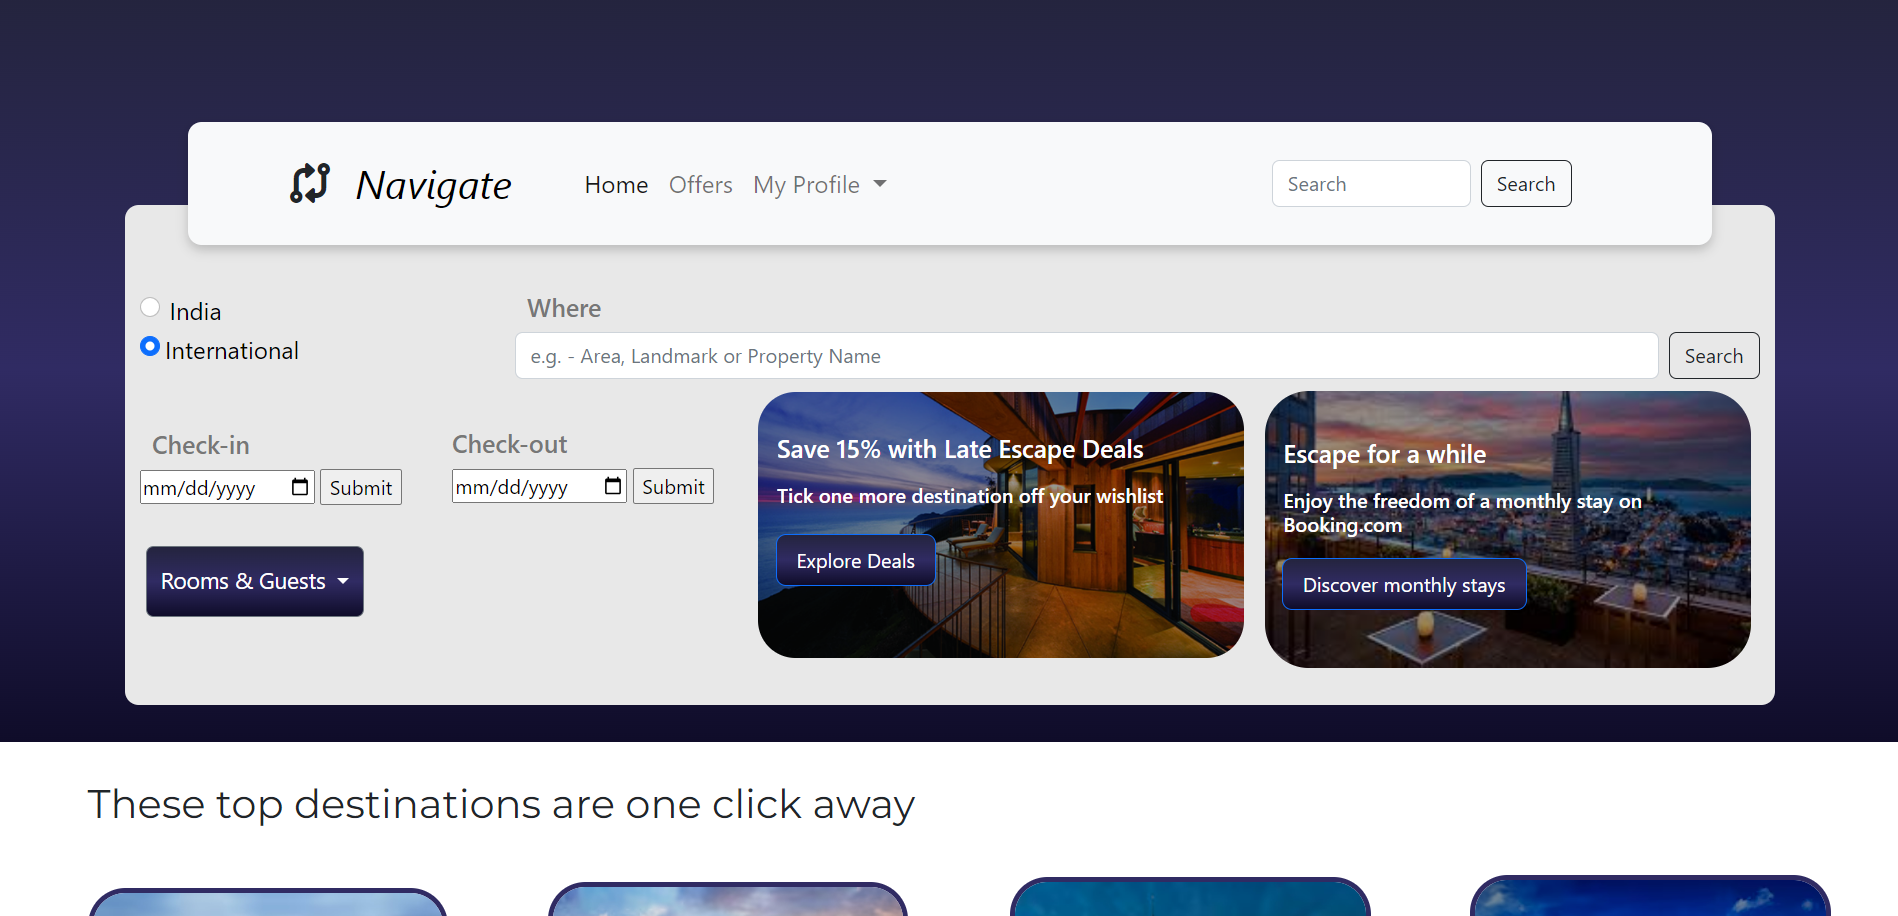 Navigate
Home Offers My Profile
Search
Search
India
International
Where
e.g. - Area, Landmark or Property Name
Search
Check-in
mm/dd/yyyy Submit
Check-out
mm/dd/yyyy Submit
Rooms & Guests
Save 15% with Late Escape Deals
Tick one more destination off your wishlist
Explore Deals
Escape for a while
Enjoy the freedom of a monthly stay on
Booking.com
Discover monthly stays
These top destinations are one click away